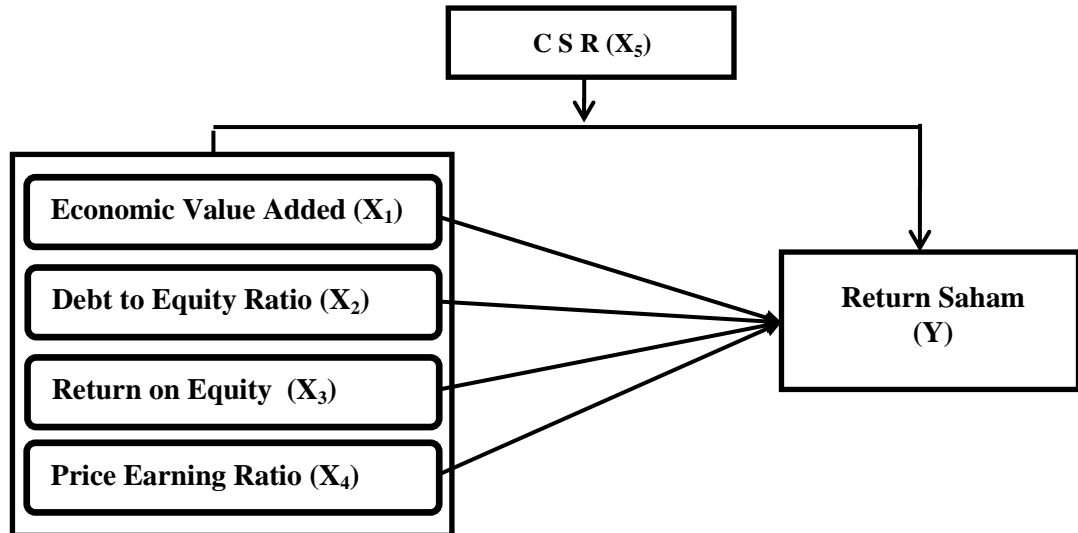 C S R (X₅)
Economic Value Added (X₁)
Debt to Equity Ratio (X₂)
Return on Equity (X₃)
Price Earning Ratio (X₄)
Return Saham
(Y)